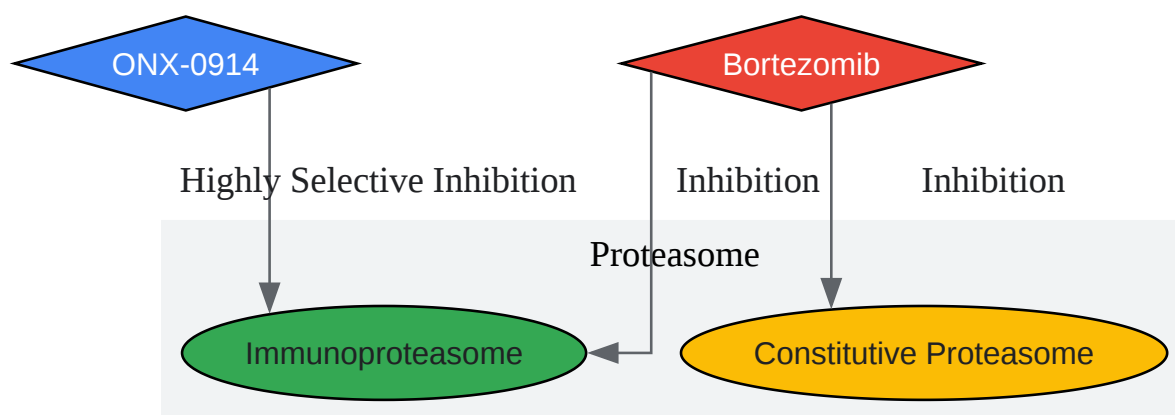 ONX-0914
Bortezomib
Highly Selective Inhibition
Inhibition
Inhibition
Proteasome
Immunoproteasome
Constitutive Proteasome